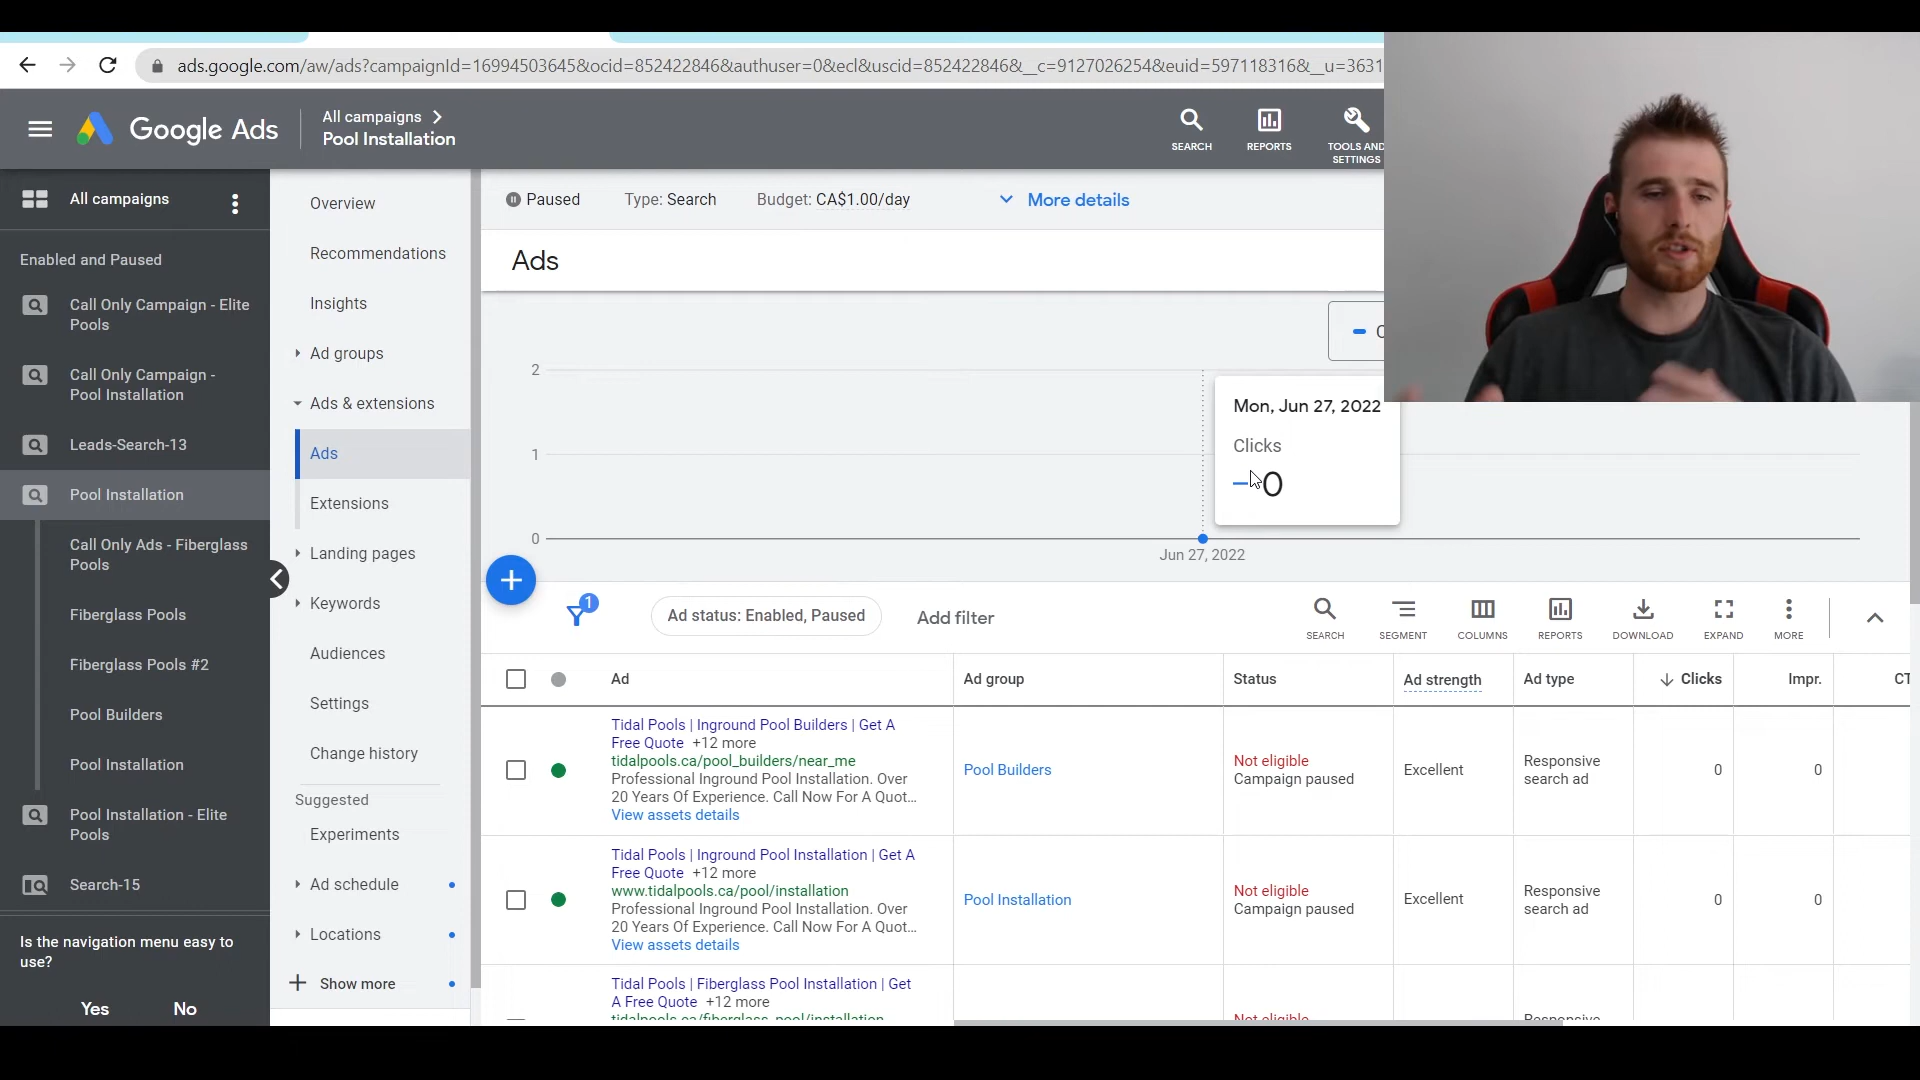 ads.google.com/aw/ads?campaignId=16994503645&ocid=852422846&authuser=0&ecl&uscid=852422846&__c=9127026254&euid=597118316&__u=3631
Google Ads
All campaigns
Pool Installation
SEARCH
REPORTS
TOOLS AND
SETTINGS
All campaigns
Enabled and Paused
Call Only Campaign - Elite
Pools
Call Only Campaign -
Pool Installation
Leads-Search-13
Pool Installation
Call Only Ads - Fiberglass
Pools
Fiberglass Pools
Fiberglass Pools #2
Pool Builders
Pool Installation
Pool Installation - Elite
Pools
Search-15
Is the navigation menu easy to
use?
Yes No
Overview
Recommendations
Insights
Ad groups
Ads & extensions
Ads
Extensions
Landing pages
Keywords
Audiences
Settings
Change history
Suggested
Experiments
Ad schedule
Locations
Show more
Paused Type: Search Budget: CA$1.00/day More details
Ads
2
1
0
Mon, Jun 27, 2022
Clicks
0
Jun 27, 2022
1
Ad status: Enabled, Paused Add filter
SEARCH SEGMENT COLUMNS REPORTS DOWNLOAD EXPAND MORE
Ad Ad group Status Ad strength Ad type Clicks Impr. CT
Tidal Pools | Inground Pool Builders | Get A
Free Quote +12 more
tidalpools.ca/pool_builders/near_me
Professional Inground Pool Installation. Over
20 Years Of Experience. Call Now For A Quot...
View assets details
Pool Builders
Not eligible
Campaign paused
Excellent
Responsive
search ad
0 0
Tidal Pools | Inground Pool Installation | Get A
Free Quote +12 more
www.tidalpools.ca/pool/installation
Professional Inground Pool Installation. Over
20 Years Of Experience. Call Now For A Quot...
View assets details
Pool Installation
Not eligible
Campaign paused
Excellent
Responsive
search ad
0 0
Tidal Pools | Fiberglass Pool Installation | Get
A Free Quote +12 more
tidalpools.ca/fiberglass_pool/installation
Not eligible
Responsive